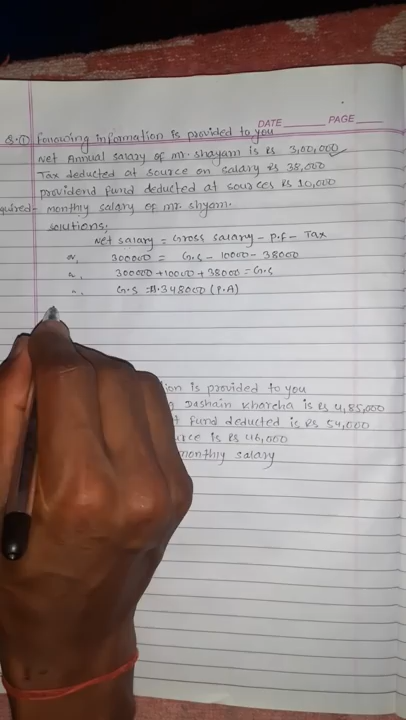 DATE ______ PAGE ____
Q.① Following information is provided to you
Net Annual salary of mr. shayam is Rs 3,00,000
Tax deducted at source on salary Rs 38,000
providend fund deducted at sources Rs 10,000
quired- monthly salary of mr. shyam.
solutions;
Net salary = Gross salary - P.f - Tax
or, 300000 = G.S - 10000 - 38000
". 300000 + 10000 + 38000 = G.S
". G.S = 348000 (P.A)
ion is provided to you
g Dashain kharcha is Rs 4,85,000
t fund deducted is Rs 54,000
urce is Rs 46,000
monthly salary